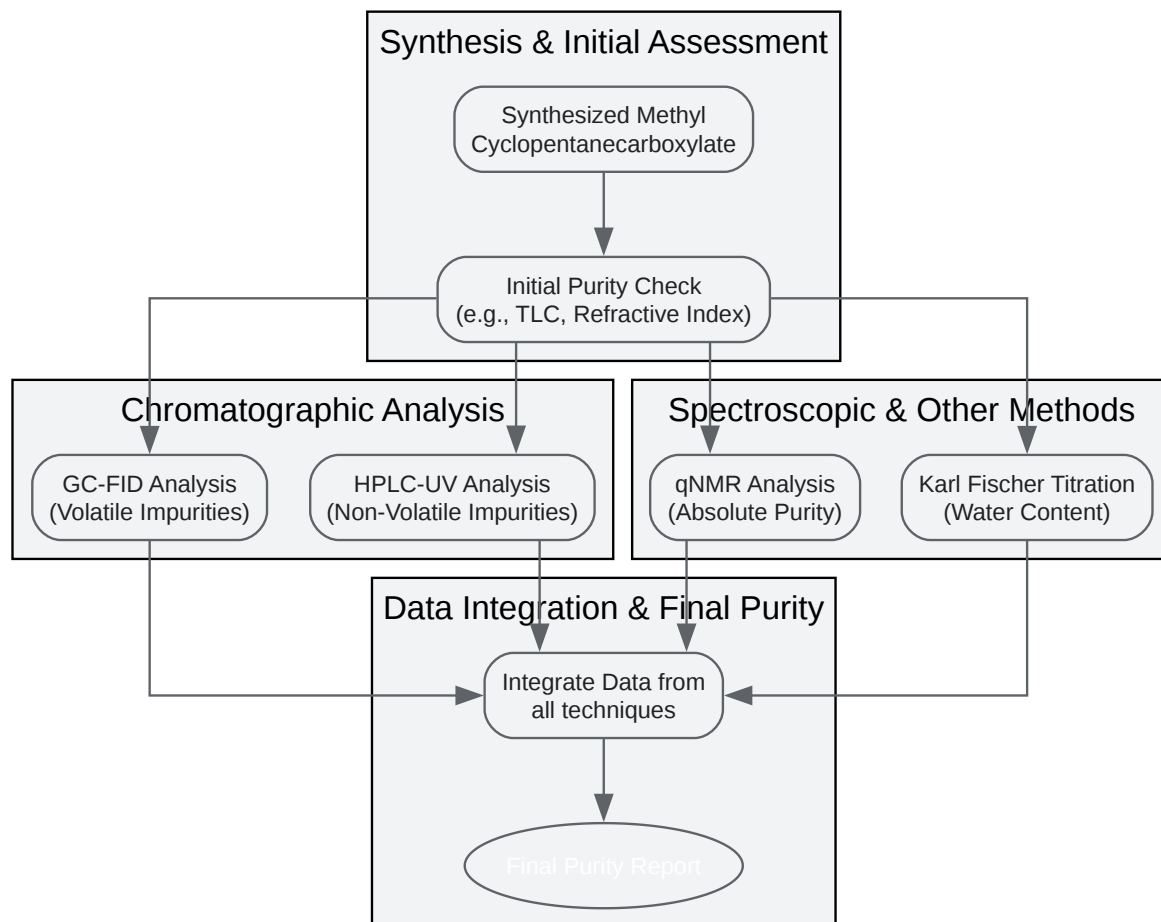 Synthesis & Initial Assessment
Synthesized Methyl
Cyclopentanecarboxylate
Initial Purity Check
(e.g., TLC, Refractive Index)
Chromatographic Analysis
Spectroscopic & Other Methods
GC-FID Analysis
(Volatile Impurities)
HPLC-UV Analysis
(Non-Volatile Impurities)
qNMR Analysis
(Absolute Purity)
Karl Fischer Titration
(Water Content)
Data Integration & Final Purity
Integrate Data from
all techniques
Final Purity Report